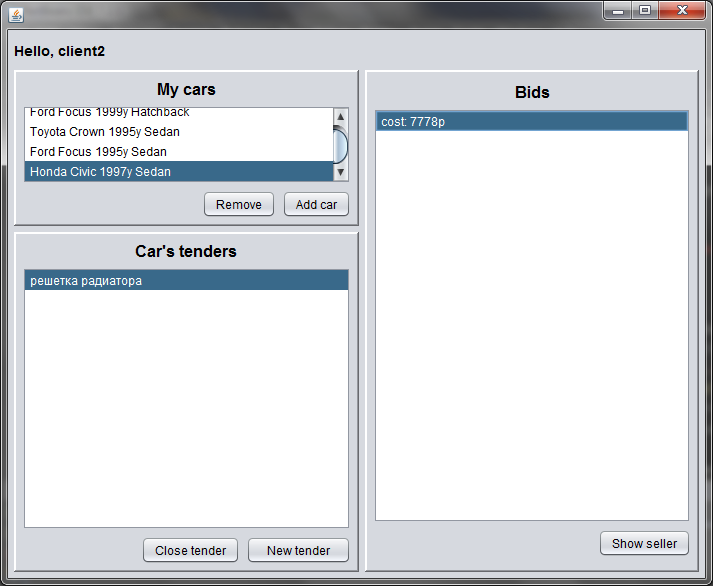 Hello, client2
My cars
Ford Focus 1999y Hatchback
Toyota Crown 1995y Sedan
Ford Focus 1995y Sedan
Honda Civic 1997y Sedan
Remove
Add car
Car's tenders
решетка радиатора
Close tender
New tender
Bids
cost: 7778р
Show seller